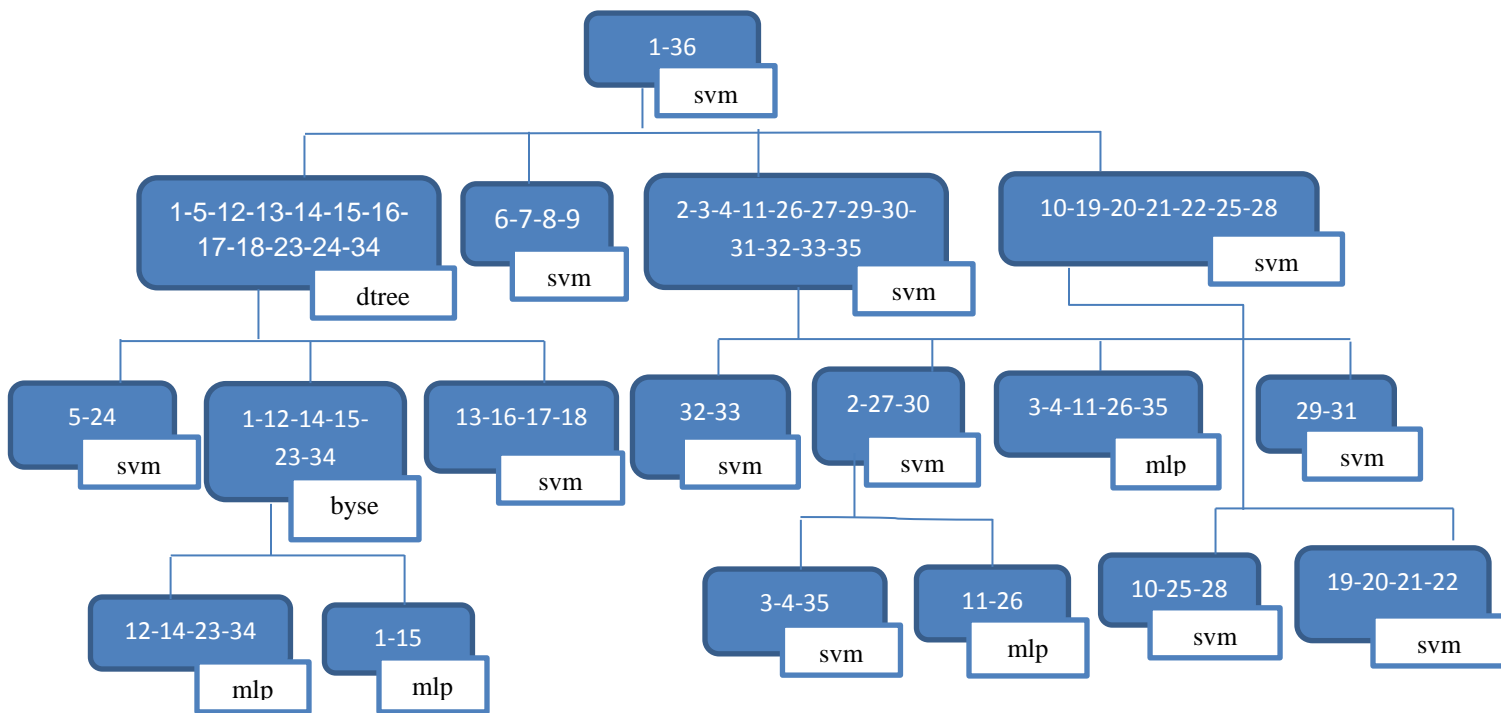 1-36
svm
1-5-12-13-14-15-16-
17-18-23-24-34
dtree
6-7-8-9
svm
2-3-4-11-26-27-29-30-
31-32-33-35
svm
10-19-20-21-22-25-28
svm
5-24
svm
1-12-14-15-
23-34
byse
13-16-17-18
svm
32-33
svm
2-27-30
svm
3-4-11-26-35
mlp
29-31
svm
12-14-23-34
mlp
1-15
mlp
3-4-35
svm
11-26
mlp
10-25-28
svm
19-20-21-22
svm